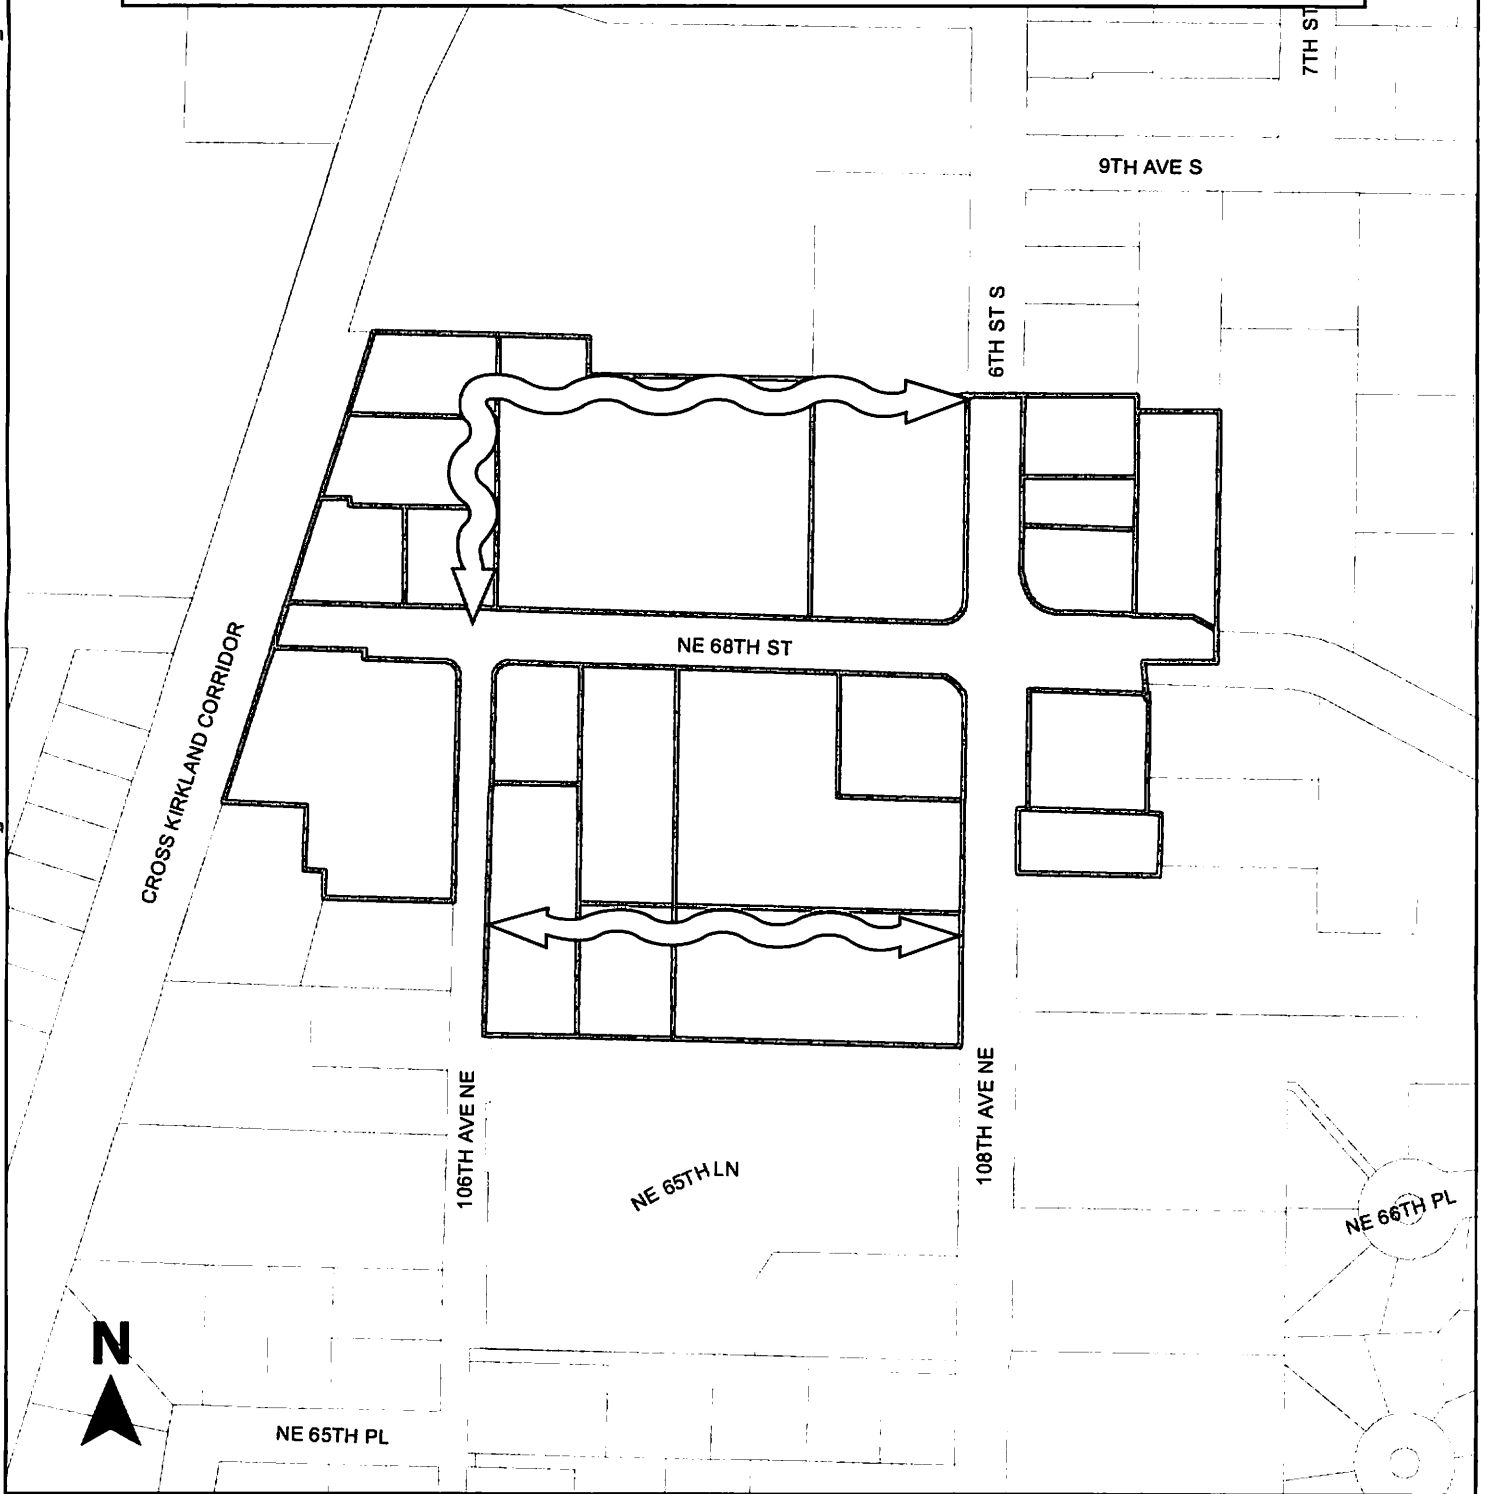 7TH ST
9TH AVE S
6TH ST S
NE 68TH ST
CROSS KIRKLAND CORRIDOR
106TH AVE NE
108TH AVE NE
NE 65TH LN
NE 66TH PL
N
NE 65TH PL